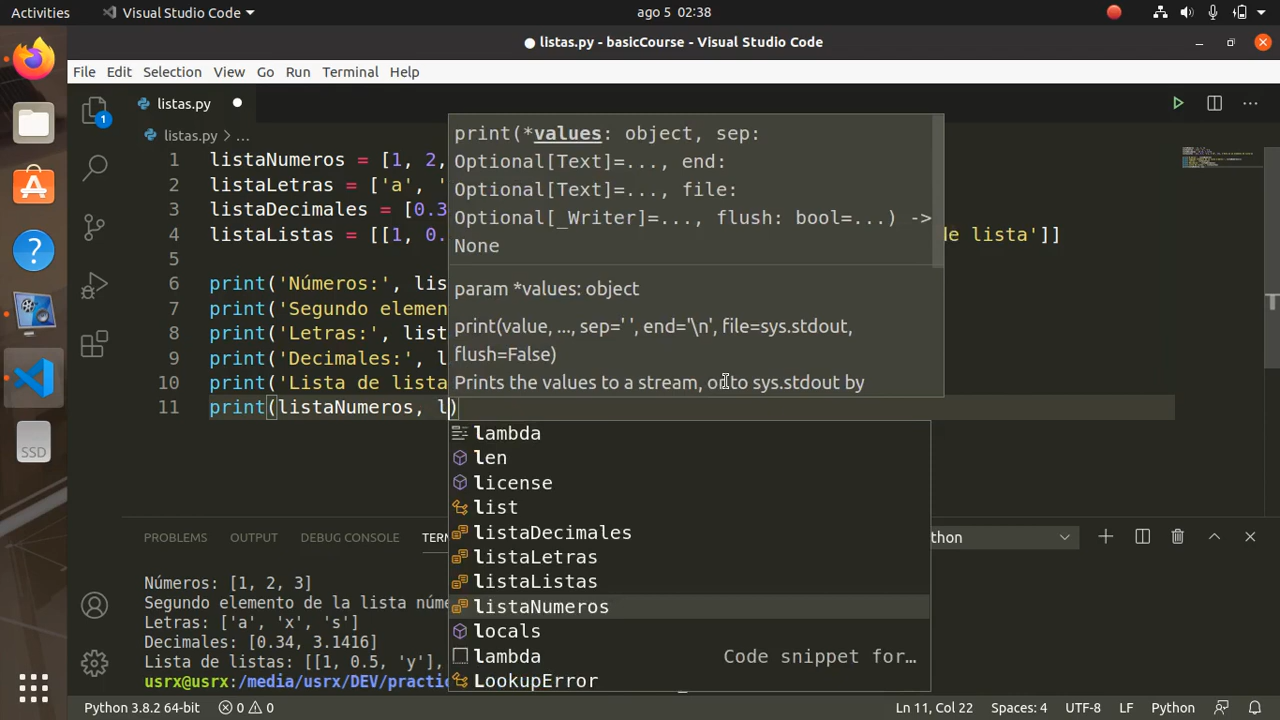 Activities
Visual Studio Code
ago 5 02:38
listas.py - basicCourse - Visual Studio Code
File Edit Selection View Go Run Terminal Help
1
listas.py
listas.py > ...
1 listaNumeros = [1, 2,
2 listaLetras = ['a', '
3 listaDecimales = [0.3
4 listaListas = [[1, 0. de lista']]
5
6 print('Números:', lis
7 print('Segundo elemen
8 print('Letras:', list
9 print('Decimales:', l
10 print('Lista de lista
11 print(listaNumeros, l)
print(*values: object, sep:
Optional[Text]=..., end:
Optional[Text]=..., file:
Optional[_Writer]=..., flush: bool=...) ->
None
param *values: object
print(value, ..., sep=' ', end='\n', file=sys.stdout,
flush=False)
Prints the values to a stream, or to sys.stdout by
lambda
len
license
list
listaDecimales
listaLetras
listaListas
listaNumeros
locals
lambda Code snippet for…
LookupError
PROBLEMS OUTPUT DEBUG CONSOLE TERM thon
Números: [1, 2, 3]
Segundo elemento de la lista núme
Letras: ['a', 'x', 's']
Decimales: [0.34, 3.1416]
Lista de listas: [[1, 0.5, 'y'],
usrx@usrx:/media/usrx/DEV/practic
SSD
Python 3.8.2 64-bit 0 0 Ln 11, Col 22 Spaces: 4 UTF-8 LF Python